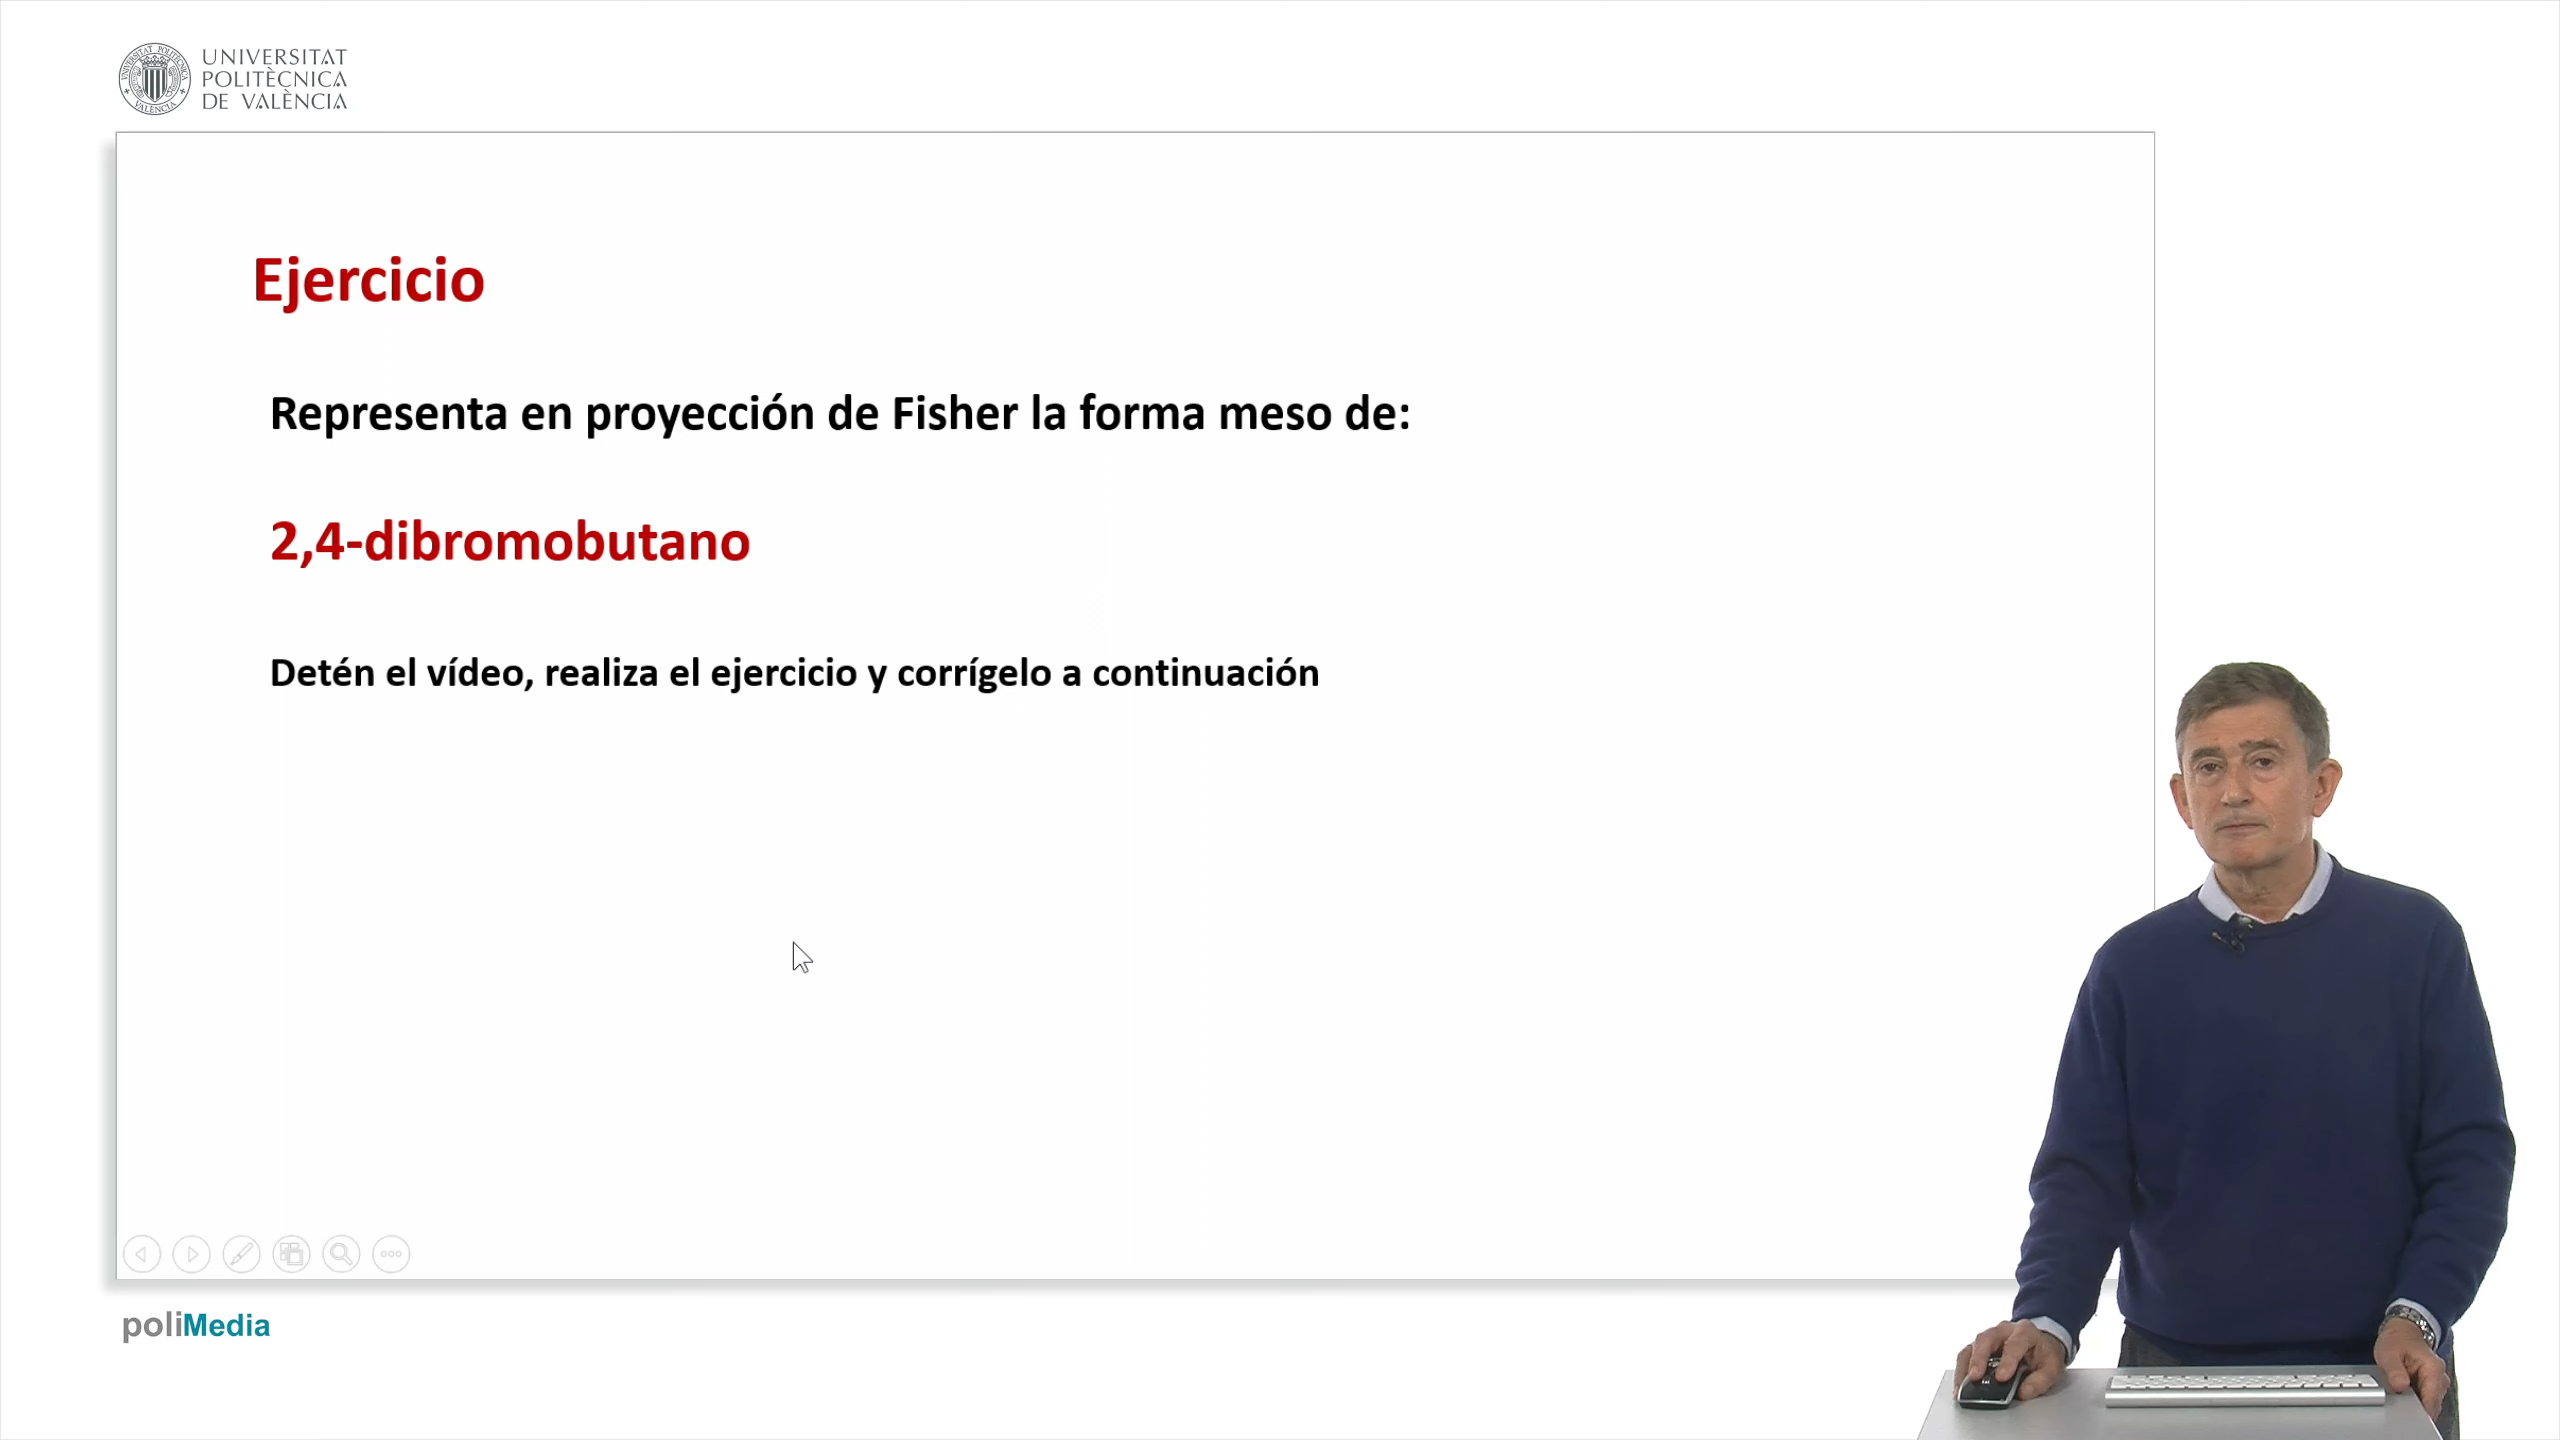 UNIVERSITAT
POLITÈCNICA
DE VALÈNCIA
Ejercicio
Representa en proyección de Fisher la forma meso de:
2,4-dibromobutano
Detén el vídeo, realiza el ejercicio y corrígelo a continuación
poliMedia